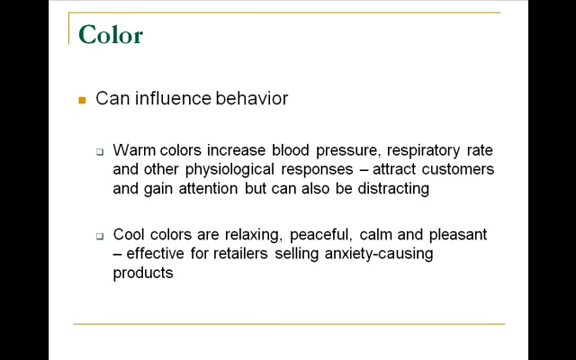 Color
Can influence behavior
Warm colors increase blood pressure, respiratory rate
and other physiological responses – attract customers
and gain attention but can also be distracting
Cool colors are relaxing, peaceful, calm and pleasant
– effective for retailers selling anxiety-causing
products